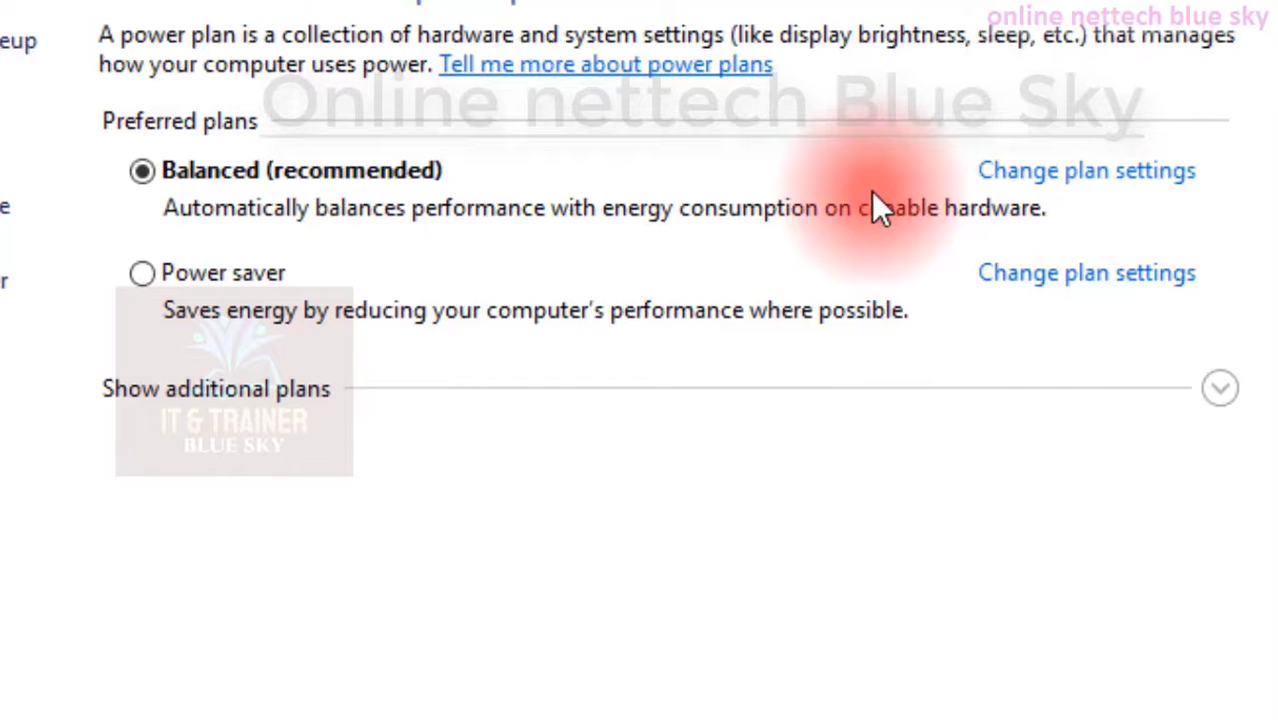 online nettech blue sky
eup
A power plan is a collection of hardware and system settings (like display brightness, sleep, etc.) that manages
how your computer uses power. Tell me more about power plans
Online nettech Blue Sky
Preferred plans
Balanced (recommended) Change plan settings
e
Automatically balances performance with energy consumption on capable hardware.
r
Power saver Change plan settings
Saves energy by reducing your computer's performance where possible.
Show additional plans
IT & TRAINER
BLUE SKY